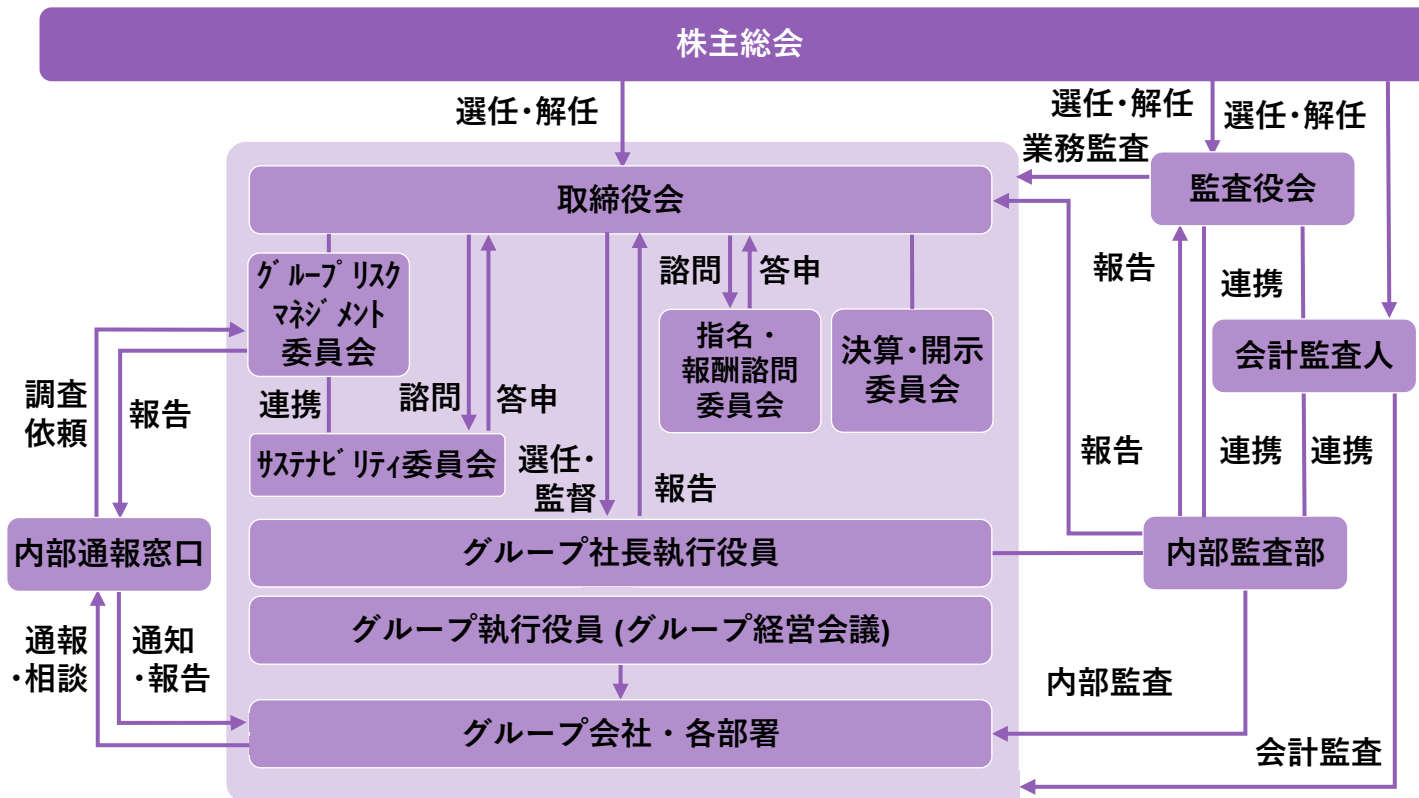 株主総会
選任・解任
選任・解任
選任・解任
業務監査
取締役会
監査役会
グループリスク
マネジメント
委員会
諮問
答申
報告
連携
指名・
報酬諮問
委員会
決算・開示
委員会
会計監査人
調査
依頼
報告
連携
諮問
答申
サステナビリティ委員会
選任・
監督
報告
報告
連携
連携
内部通報窓口
グループ社長執行役員
内部監査部
グループ執行役員 (グループ経営会議)
通報
・相談
通知
・報告
内部監査
グループ会社・各部署
会計監査